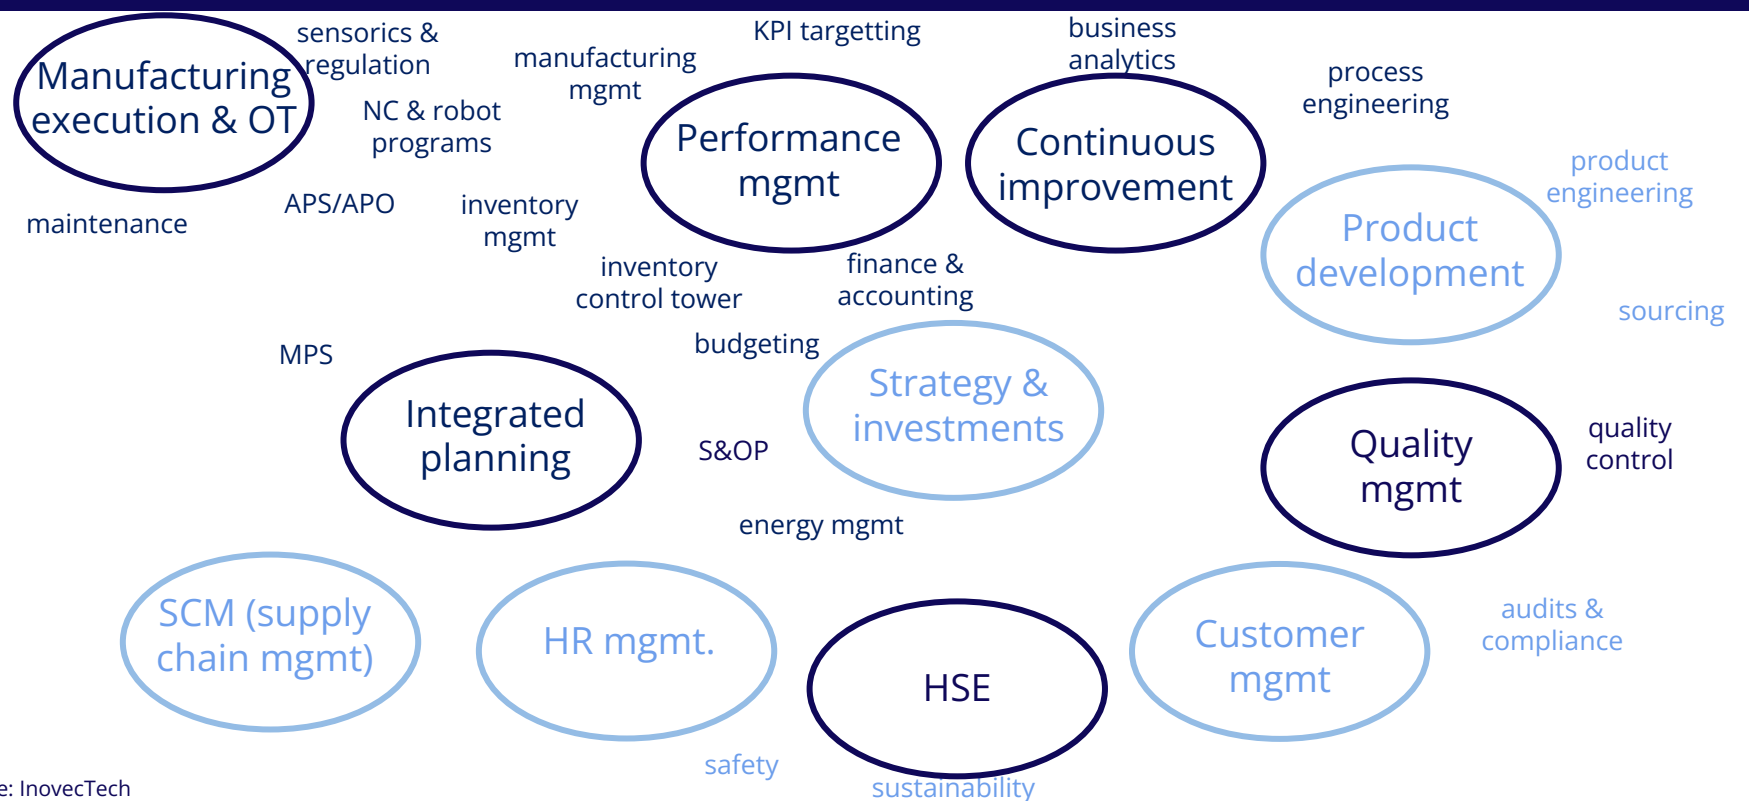 Manufacturing
execution & OT
sensorics &
regulation
manufacturing
mgmt
KPI targetting
business
analytics
process
engineering
NC & robot
programs
Performance
mgmt
Continuous
improvement
product
engineering
maintenance
APS/APO
inventory
mgmt
Product
development
inventory
control tower
finance &
accounting
sourcing
MPS
budgeting
Strategy &
investments
Integrated
planning
S&OP
Quality
mgmt
quality
control
energy mgmt
SCM (supply
chain mgmt)
HR mgmt.
HSE
Customer
mgmt
audits &
compliance
safety
sustainability
e: InovecTech